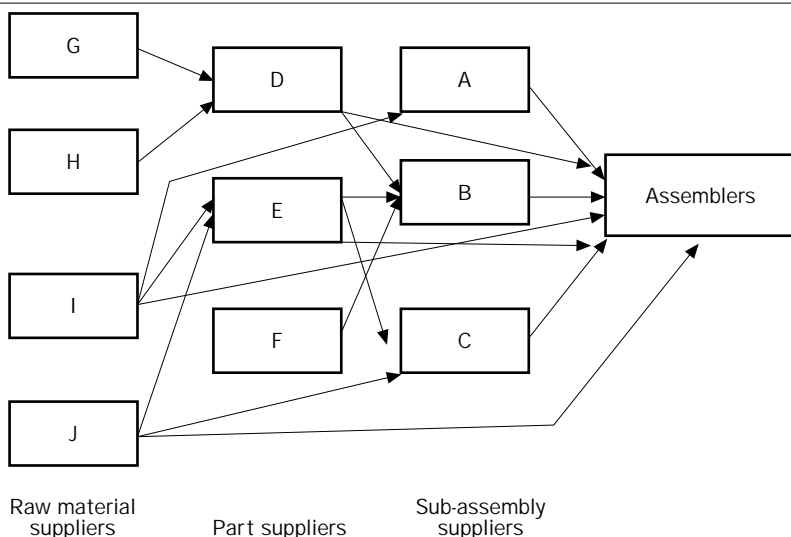 G
D
A
H
E
B
Assemblers
I
F
C
J
Raw material
suppliers
Part suppliers
Sub-assembly
suppliers